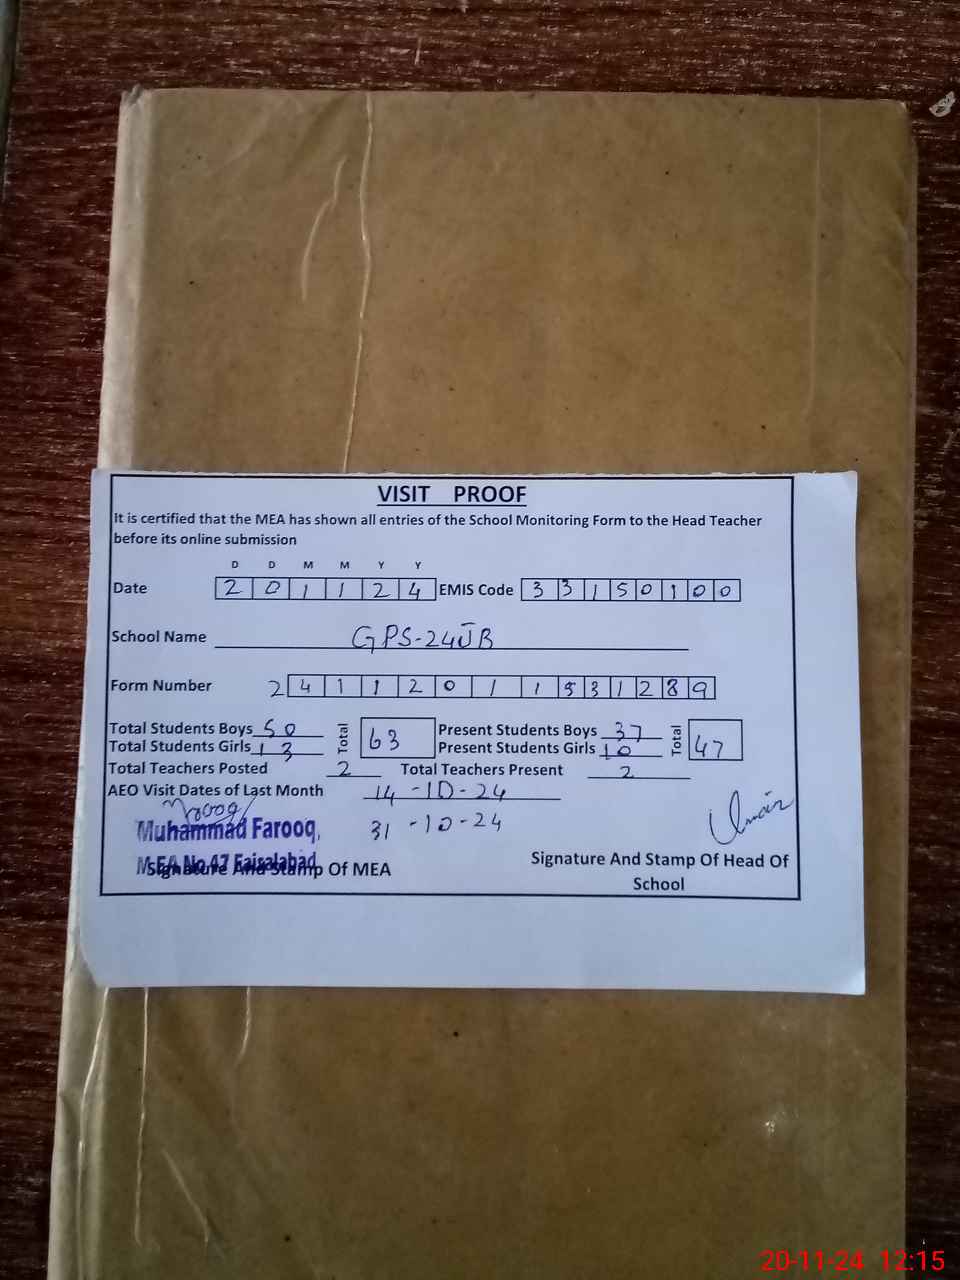 VISIT PROOF
It is certified that the MEA has shown all entries of the School Monitoring Form to the Head Teacher
before its online submission
D D M M Y Y
Date 2 0 1 1 2 4 EMIS Code 3 3 1 5 0 1 0 0
School Name GPS-24JB
Form Number 2 4 1 1 2 0 1 1 5 3 1 2 8 9
Total Students Boys 50 Total 63 Present Students Boys 37 Total 47
Total Students Girls 13 Present Students Girls 10
Total Teachers Posted 2 Total Teachers Present 2
AEO Visit Dates of Last Month 14-10-24
Farooq
Muhammad Farooq, 31-10-24
MEA No.47 Faisalabad
Signature And Stamp Of MEA
Umair
Signature And Stamp Of Head Of
School
20-11-24 12:15